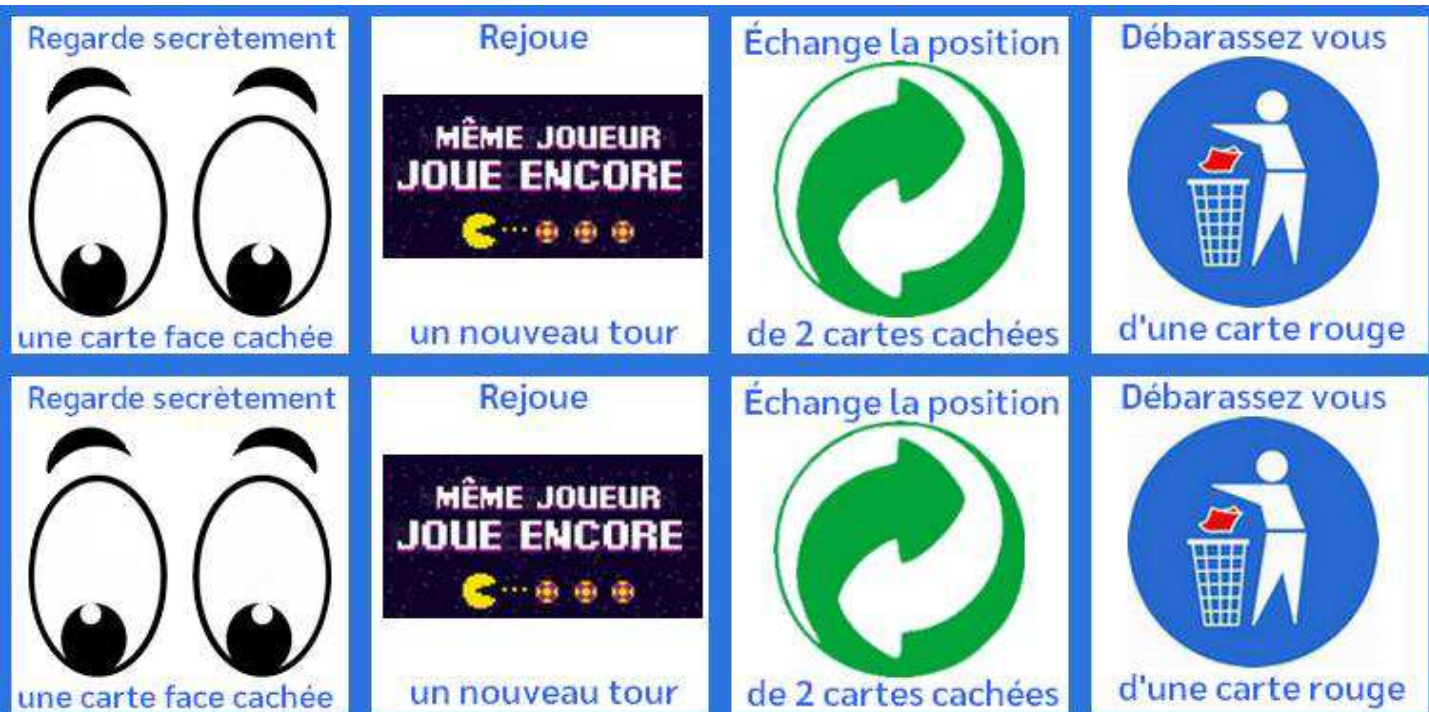 Regarde secrètement
une carte face cachée
Rejoue
MÊME JOUEUR
JOUE ENCORE
un nouveau tour
Échange la position
de 2 cartes cachées
Débarassez vous
d'une carte rouge
Regarde secrètement
une carte face cachée
Rejoue
MÊME JOUEUR
JOUE ENCORE
un nouveau tour
Échange la position
de 2 cartes cachées
Débarassez vous
d'une carte rouge